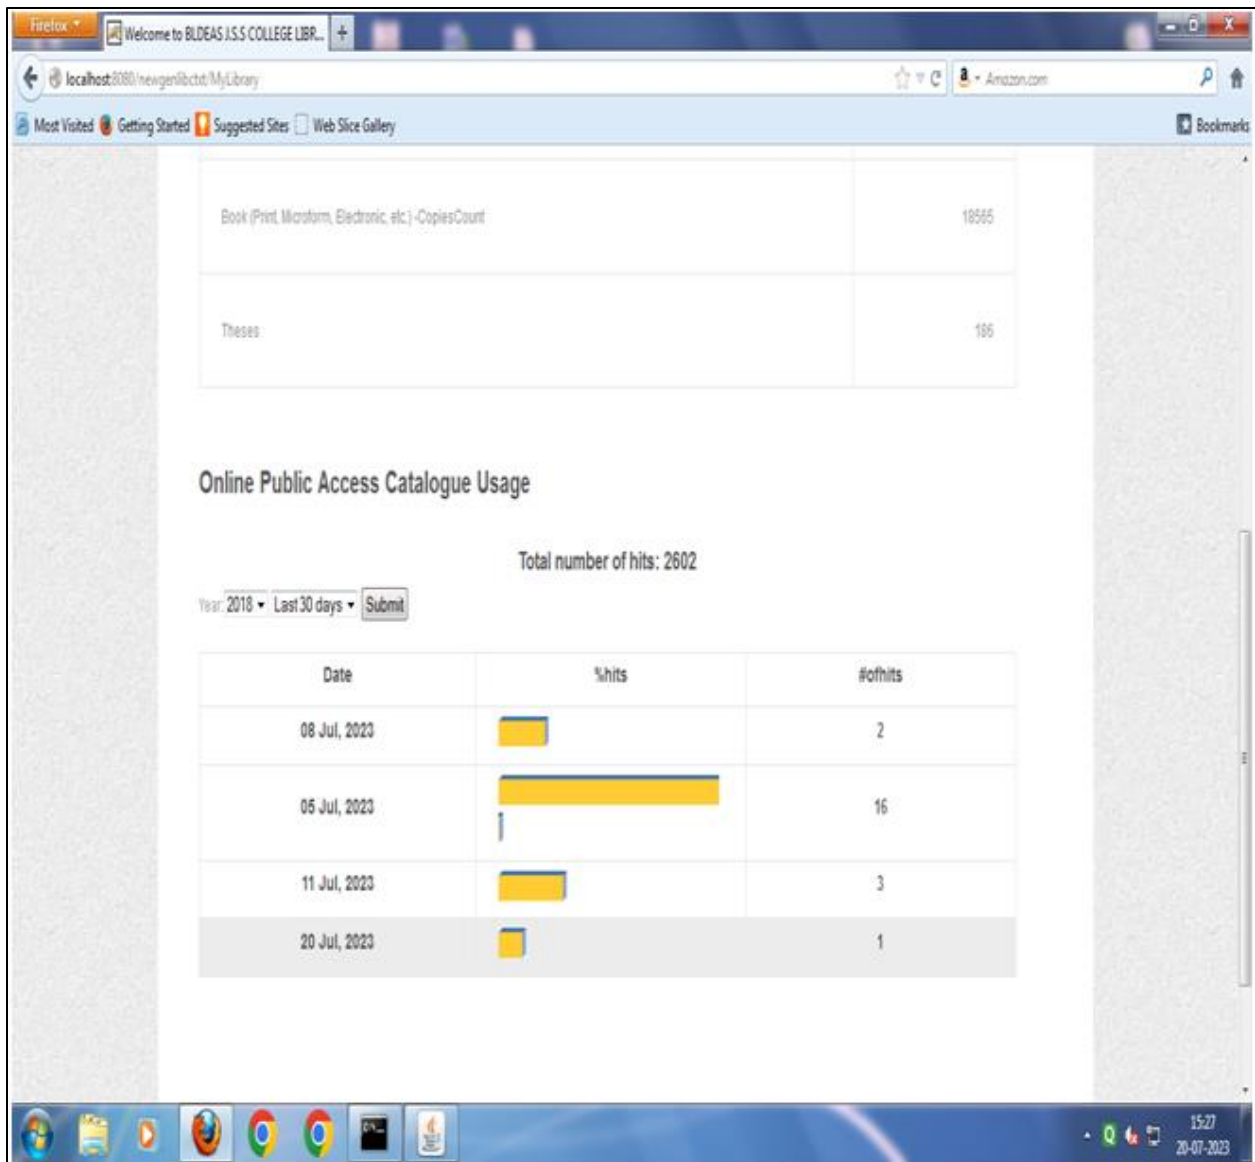 Firefox
Welcome to BLDEAS J.S.S COLLEGE LIBR...
localhost:8080/newgenlibctxt/MyLibrary
Amazon.com
Most Visited Getting Started Suggested Sites Web Slice Gallery Bookmarks
Book (Print, Microform, Electronic, etc.) -CopiesCount 18565
Theses 186
Online Public Access Catalogue Usage
Total number of hits: 2602
Year: 2018 Last 30 days Submit
Date %hits #ofhits
08 Jul, 2023 2
05 Jul, 2023 16
11 Jul, 2023 3
20 Jul, 2023 1
15:27
20-07-2023